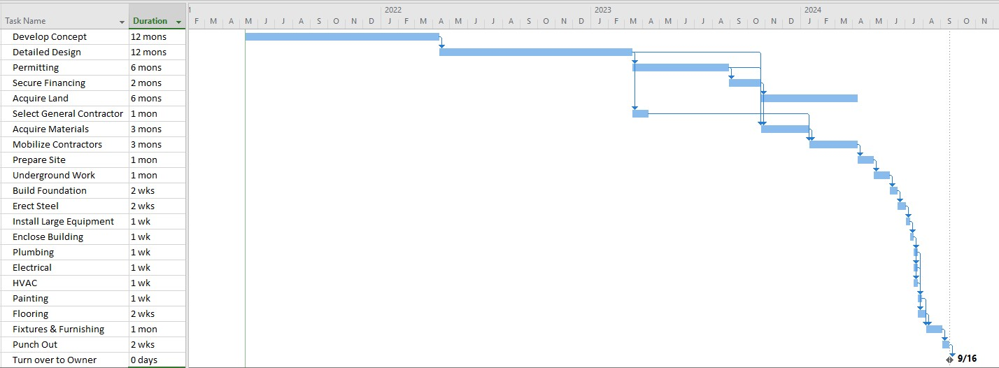 2022 2023 2024
Task Name Duration F M A M J J A S O N D J F M A M J J A S O N D J F M A M J J A S O N D J F M A M J J A S O N
Develop Concept 12 mons
Detailed Design 12 mons
Permitting 6 mons
Secure Financing 2 mons
Acquire Land 6 mons
Select General Contractor 1 mon
Acquire Materials 3 mons
Mobilize Contractors 3 mons
Prepare Site 1 mon
Underground Work 1 mon
Build Foundation 2 wks
Erect Steel 2 wks
Install Large Equipment 1 wk
Enclose Building 1 wk
Plumbing 1 wk
Electrical 1 wk
HVAC 1 wk
Painting 1 wk
Flooring 2 wks
Fixtures & Furnishing 1 mon
Punch Out 2 wks
Turn over to Owner 0 days 9/16